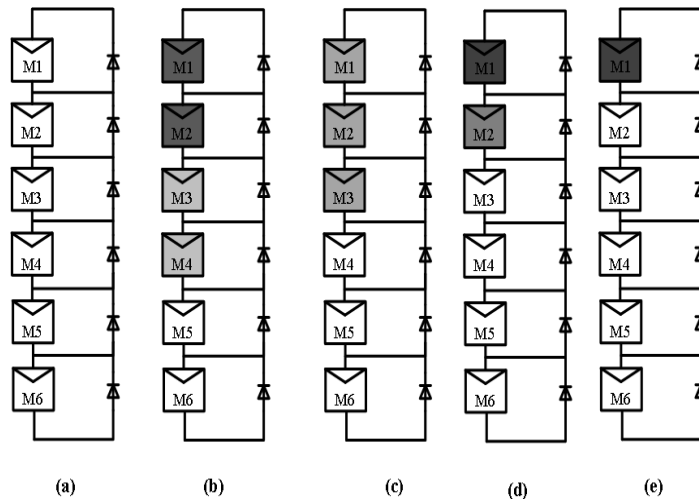 M1 M1 M1 M1 M1
M2 M2 M2 M2 M2
M3 M3 M3 M3 M3
M4 M4 M4 M4 M4
M5 M5 M5 M5 M5
M6 M6 M6 M6 M6
(a) (b) (c) (d) (e)